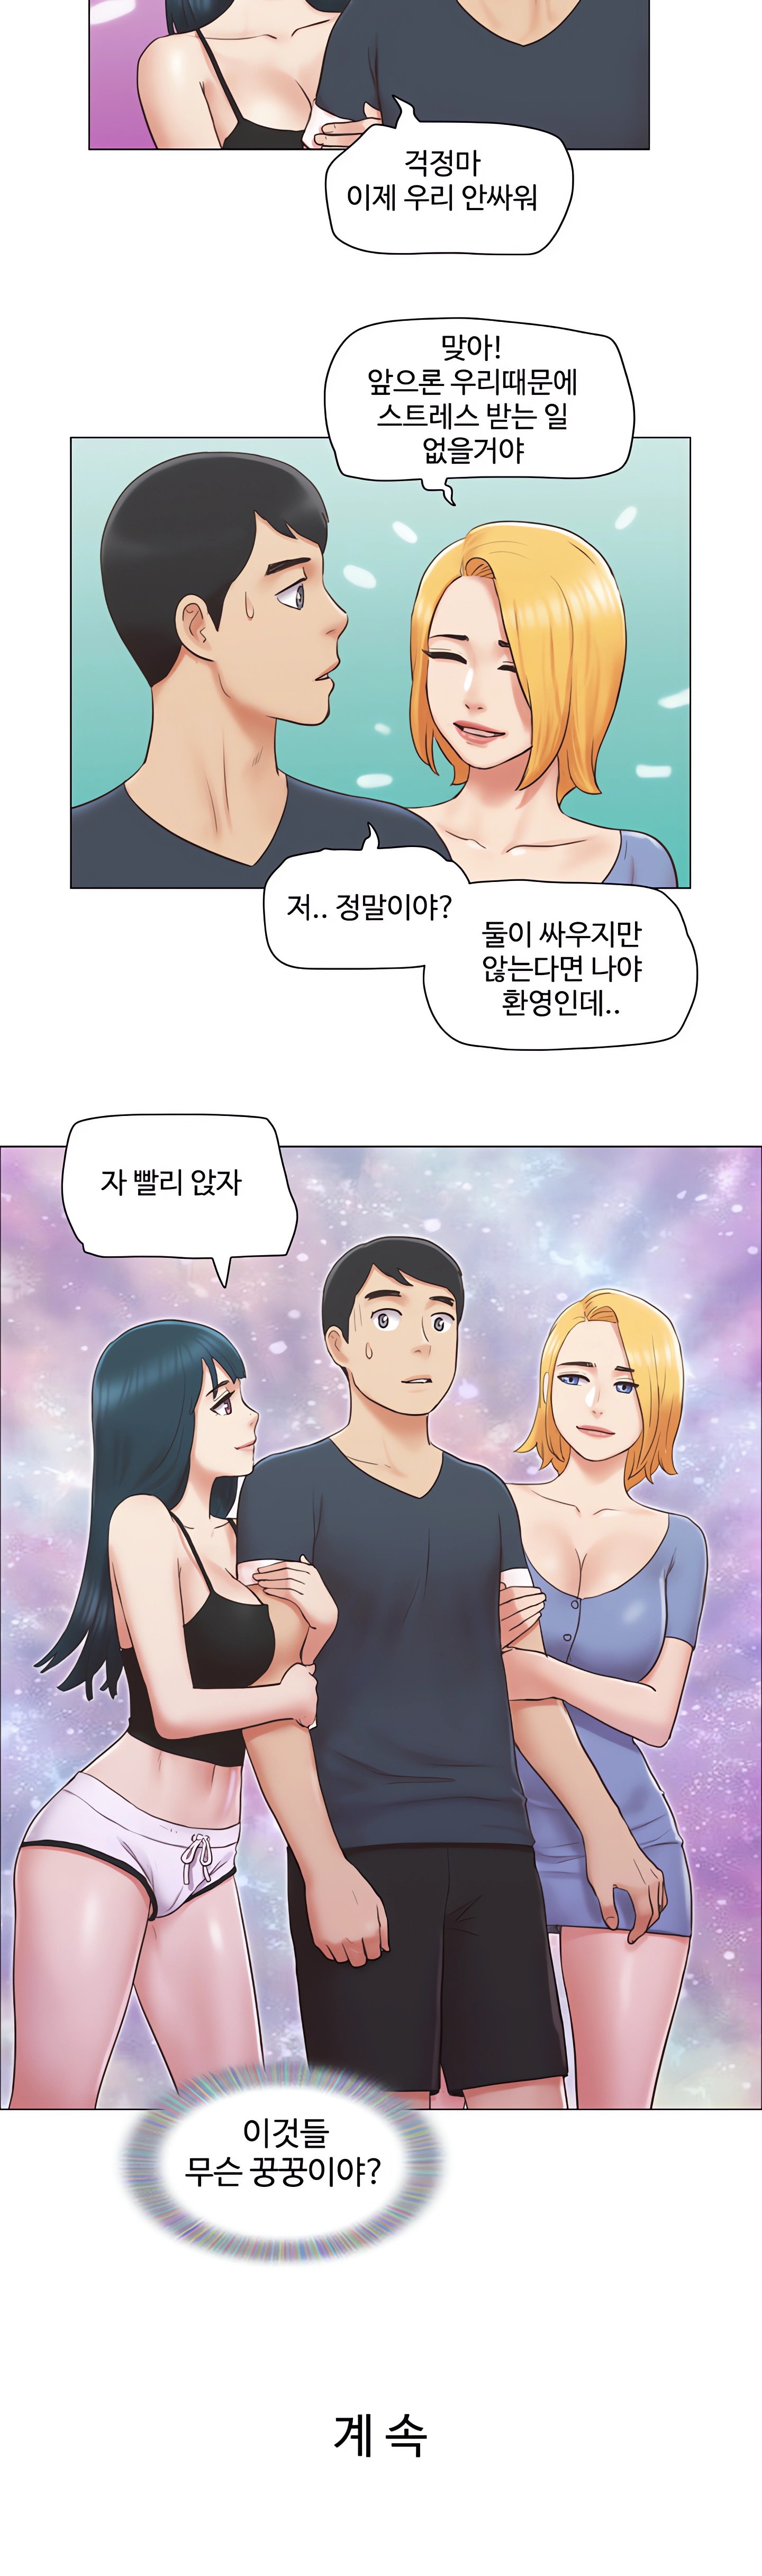 걱정마
이제 우리 안싸워
맞아!
앞으론 우리때문에
스트레스 받는 일
없을거야
저.. 정말이야?
둘이 싸우지만
않는다면 나야
환영인데..
자 빨리 앉자
이것들
무슨 꿍꿍이야?
계 속